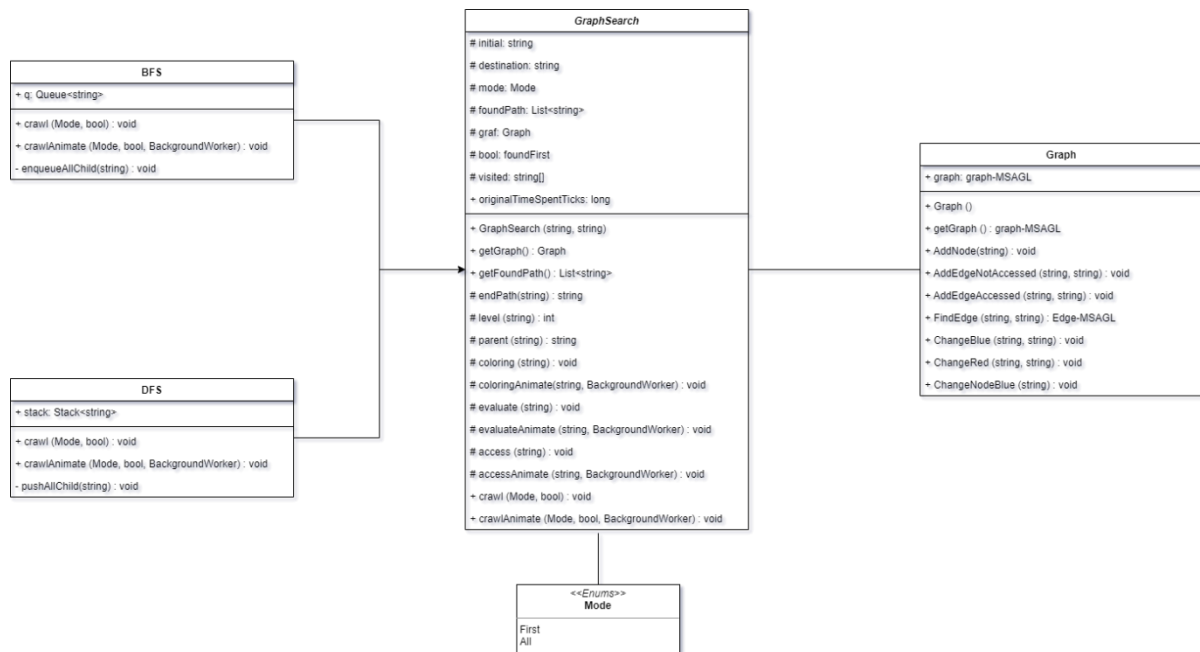 GraphSearch
# initial: string
# destination: string
# mode: Mode
# foundPath: List<string>
# graf: Graph
# bool: foundFirst
# visited: string[]
+ originalTimeSpentTicks: long
+ GraphSearch (string, string)
+ getGraph() : Graph
+ getFoundPath() : List<string>
# endPath(string) : string
# level (string) : int
# parent (string) : string
# coloring (string) : void
# coloringAnimate(string, BackgroundWorker) : void
# evaluate (string) : void
# evaluateAnimate (string, BackgroundWorker) : void
# access (string) : void
# accessAnimate (string, BackgroundWorker) : void
+ crawl (Mode, bool) : void
+ crawlAnimate (Mode, bool, BackgroundWorker) : void
BFS
+ q: Queue<string>
+ crawl (Mode, bool) : void
+ crawlAnimate (Mode, bool, BackgroundWorker) : void
- enqueueAllChild(string) : void
DFS
+ stack: Stack<string>
+ crawl (Mode, bool) : void
+ crawlAnimate (Mode, bool, BackgroundWorker) : void
- pushAllChild(string) : void
Graph
+ graph: graph-MSAGL
+ Graph ()
+ getGraph () : graph-MSAGL
+ AddNode(string) : void
+ AddEdgeNotAccessed (string, string) : void
+ AddEdgeAccessed (string, string) : void
+ FindEdge (string, string) : Edge-MSAGL
+ ChangeBlue (string, string) : void
+ ChangeRed (string, string) : void
+ ChangeNodeBlue (string) : void
<<Enums>>
Mode
First
All